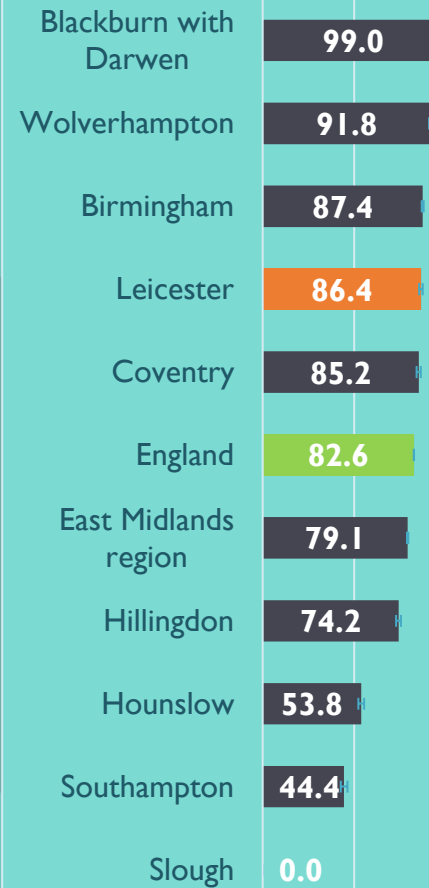 Blackburn with
Darwen
99.0
Wolverhampton
91.8
Birmingham
87.4
Leicester
86.4
Coventry
85.2
England
82.6
East Midlands
region
79.1
Hillingdon
74.2
Hounslow
53.8
Southampton
44.4
Slough
0.0